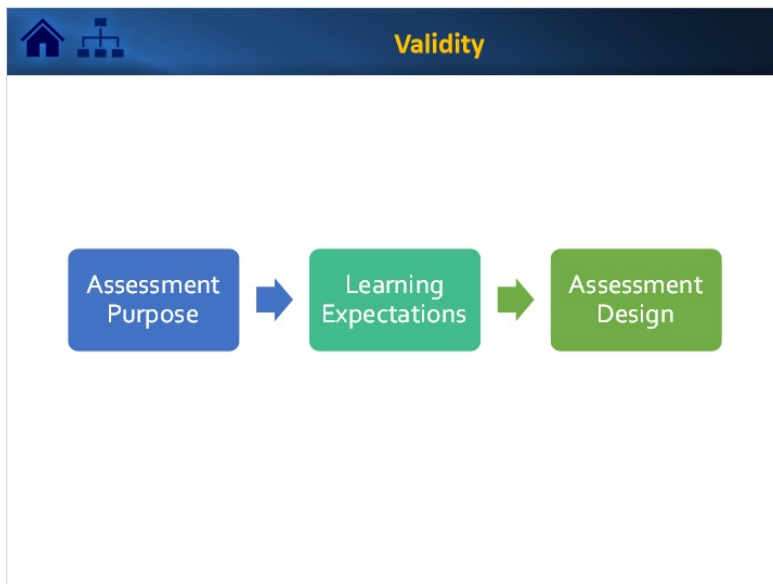 Validity
Assessment
Purpose
Learning
Expectations
Assessment
Design